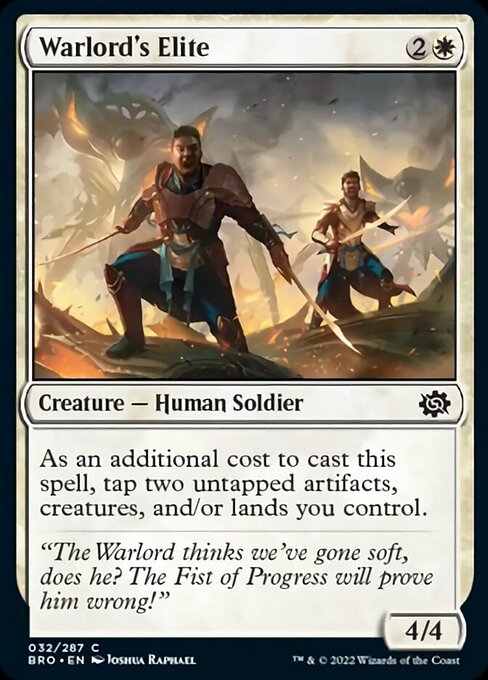 Warlord's Elite 2
Creature — Human Soldier
As an additional cost to cast this
spell, tap two untapped artifacts,
creatures, and/or lands you control.
“The Warlord thinks we’ve gone soft,
does he? The Fist of Progress will prove
him wrong!”
4/4
032/287 C
BRO • EN Joshua Raphael
™ & © 2022 Wizards of the Coast